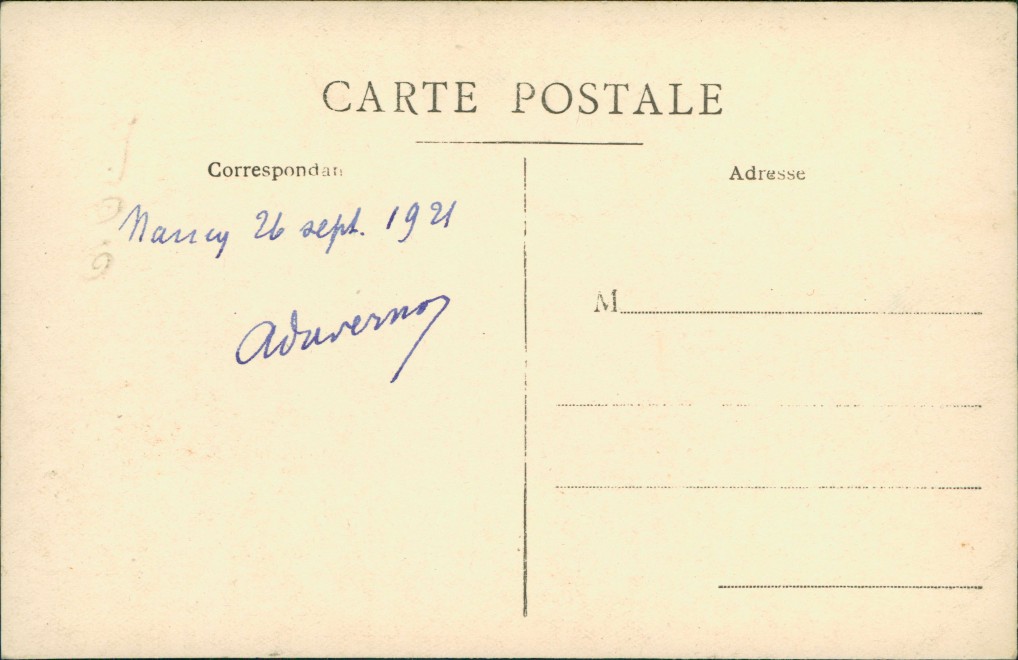 CARTE POSTALE
Correspondan
Adresse
Nancy 26 sept. 1921
M